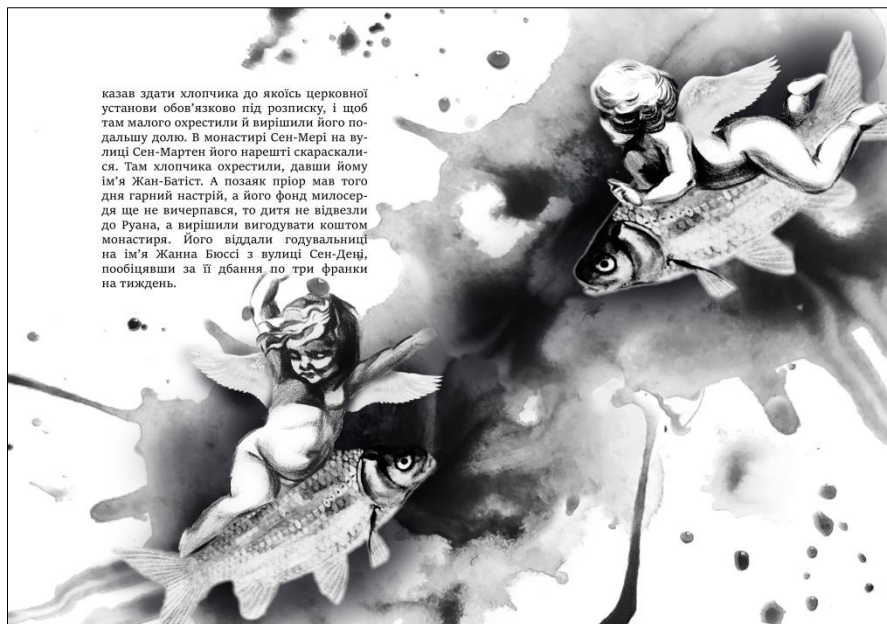 казав здати хлопчика до якоїсь церковної
установи обов’язково під розписку, і щоб
там малого охрестили й вирішили його по-
дальшу долю. В монастирі Сен-Мері на ву-
лиці Сен-Мартен його нарешті скараскали-
ся. Там хлопчика охрестили, давши йому
ім’я Жан-Батіст. А позаяк пріор мав того
дня гарний настрій, а його фонд милосер-
дя ще не вичерпався, то дитя не відвезли
до Руана, а вирішили вигодувати коштом
монастиря. Його віддали годувальниці
на ім’я Жанна Бюссі з вулиці Сен-Дені,
пообіцявши за її дбання по три франки
на тиждень.